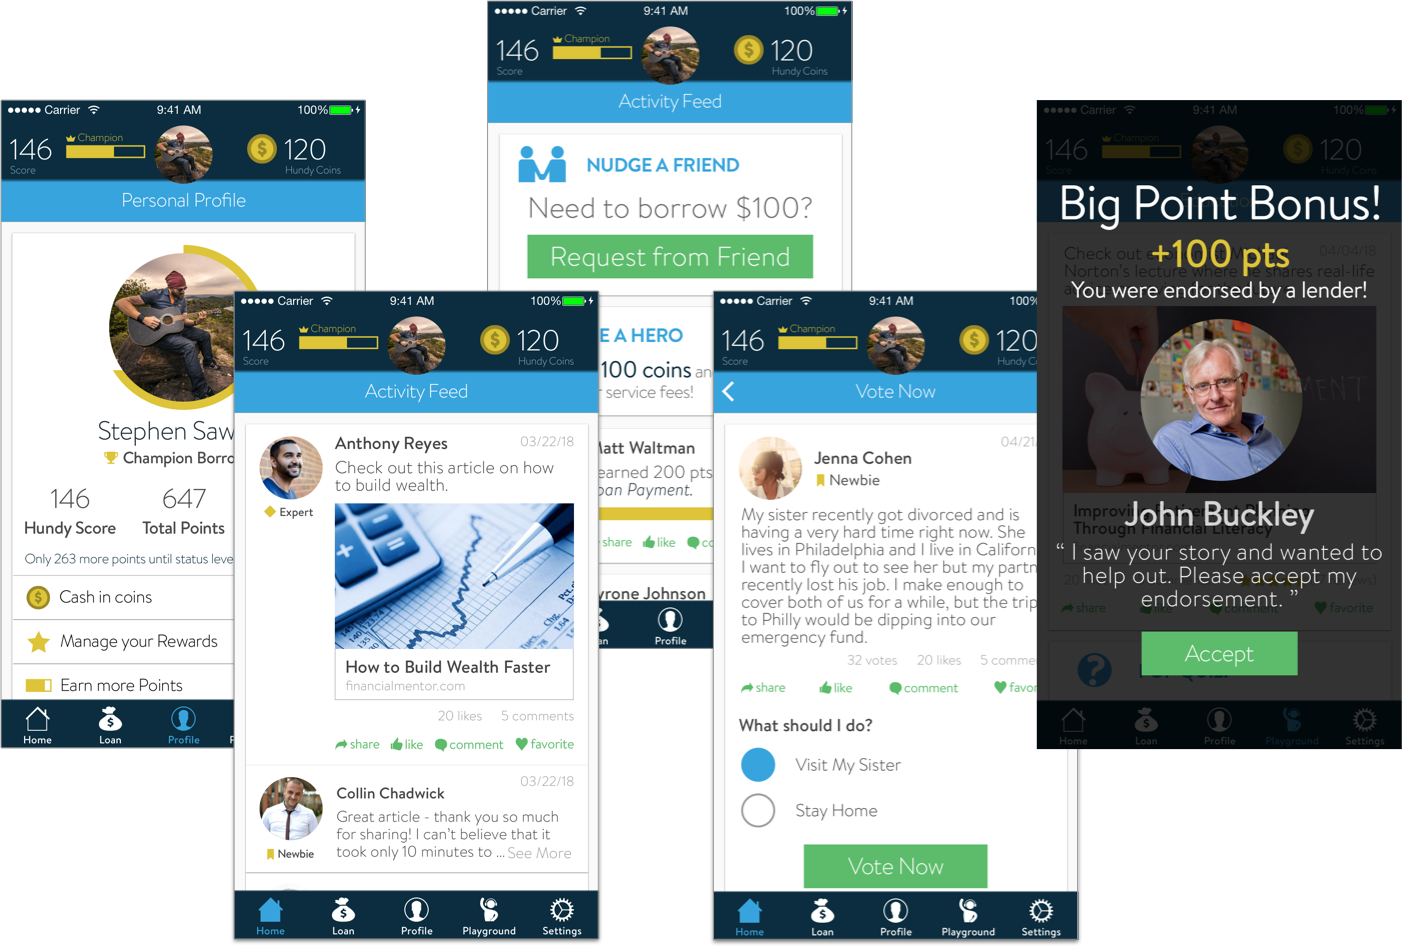 Carrier
9:41 AM
100%
146
Score
Champion
120
Hundy Coins
Personal Profile
Stephen Saw
Champion Borro
146
Hundy Score
647
Total Points
Only 263 more points until status leve
Cash in coins
Manage your Rewards
Earn more Points
Home
Loan
Profile
Carrier
9:41 AM
100%
146
Score
Champion
120
Hundy Coins
Activity Feed
NUDGE A FRIEND
Need to borrow $100?
Request from Friend
E A HERO
100 coins an
r service fees!
Matt Waltman
earned 200 pts
oan Payment.
share
like
co
yrone Johnson
an
Profile
Carrier
9:41 AM
100%
146
Score
Champion
120
Hundy Coins
Activity Feed
Anthony Reyes
03/22/18
Check out this article on how
to build wealth.
Expert
How to Build Wealth Faster
financialmentor.com
20 likes
5 comments
share
like
comment
favorite
Collin Chadwick
03/22/18
Great article - thank you so much
for sharing! I can't believe that it
took only 10 minutes to ... See More
Newbie
Home
Loan
Profile
Playground
Settings
Carrier
9:41 AM
100%
146
Score
Champion
120
Hundy C
Vote Now
Jenna Cohen
04/21/
Newbie
My sister recently got divorced and is
having a very hard time right now. She
lives in Philadelphia and I live in Californ
I want to fly out to see her but my partn
recently lost his job. I make enough to
cover both of us for a while, but the trip
to Philly would be dipping into our
emergency fund.
32 votes
20 likes
5 comme
share
like
comment
favor
What should I do?
Visit My Sister
Stay Home
Vote Now
Home
Loan
Profile
Playground
Settings
Carrier
9:41 AM
100%
146
Score
Champion
120
Hundy Coins
Big Point Bonus!
+100 pts
You were endorsed by a lender!
Check out
04/04/18
Norton's lecture where he shares real-life
John Buckley
Improving
Through Financial Literacy
“ I saw your story and wanted to
help out. Please accept my
endorsement. ”
share
like
favorite
Accept
Home
Loan
Profile
Playground
Settings